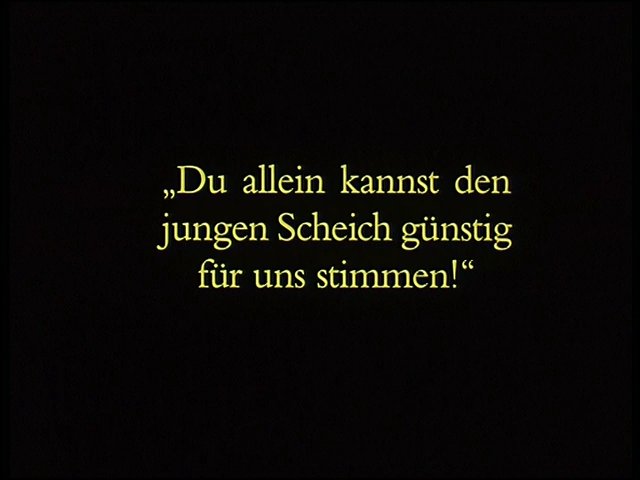 „Du allein kannst den
jungen Scheich günstig
für uns stimmen!“